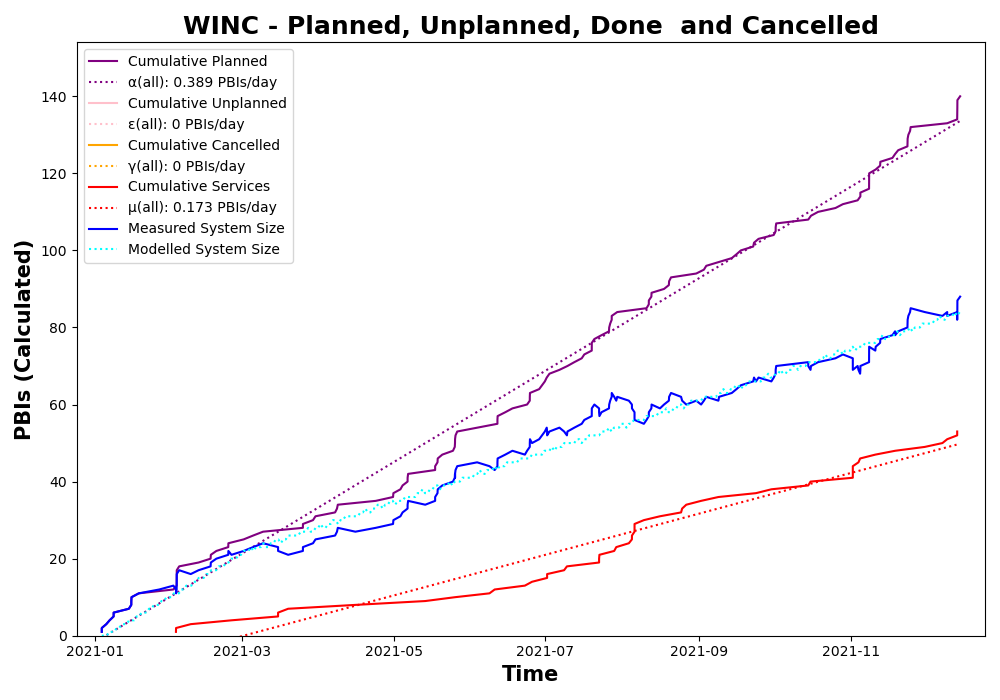 WINC - Planned, Unplanned, Done  and Cancelled
Cumulative Planned
α(all): 0.389 PBIs/day
Cumulative Unplanned
ε(all): 0 PBIs/day
Cumulative Cancelled
γ(all): 0 PBIs/day
Cumulative Services
μ(all): 0.173 PBIs/day
Measured System Size
Modelled System Size
PBIs (Calculated)
140
120
100
80
60
40
20
0
2021-01
2021-03
2021-05
2021-07
2021-09
2021-11
Time